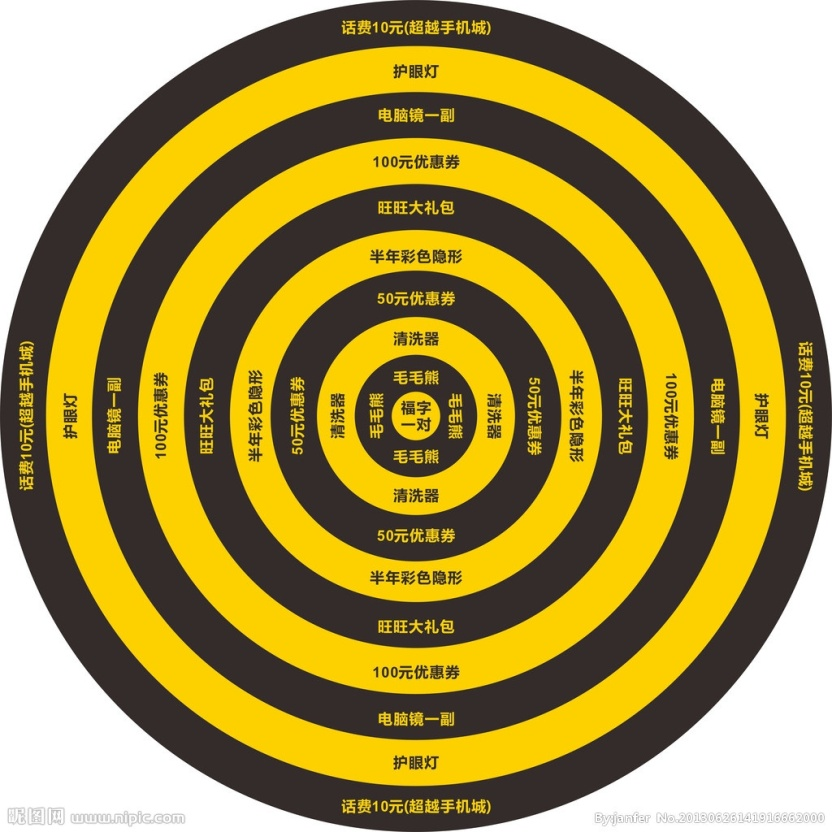 话费10元(超越手机城)
护眼灯
电脑镜一副
100元优惠券
旺旺大礼包
半年彩色隐形
50元优惠券
清洗器
毛毛熊
话费10元(超越手机城)
护眼灯
电脑镜一副
100元优惠券
旺旺大礼包
半年彩色隐形
50元优惠券
清洗器
毛毛熊
福字
一对
毛毛熊
清洗器
50元优惠券
半年彩色隐形
旺旺大礼包
100元优惠券
电脑镜一副
护眼灯
话费10元(超越手机城)
毛毛熊
清洗器
50元优惠券
半年彩色隐形
旺旺大礼包
100元优惠券
电脑镜一副
护眼灯
话费10元(超越手机城)
昵图网 www.nipic.com
By:janfer No.20130626141916662000